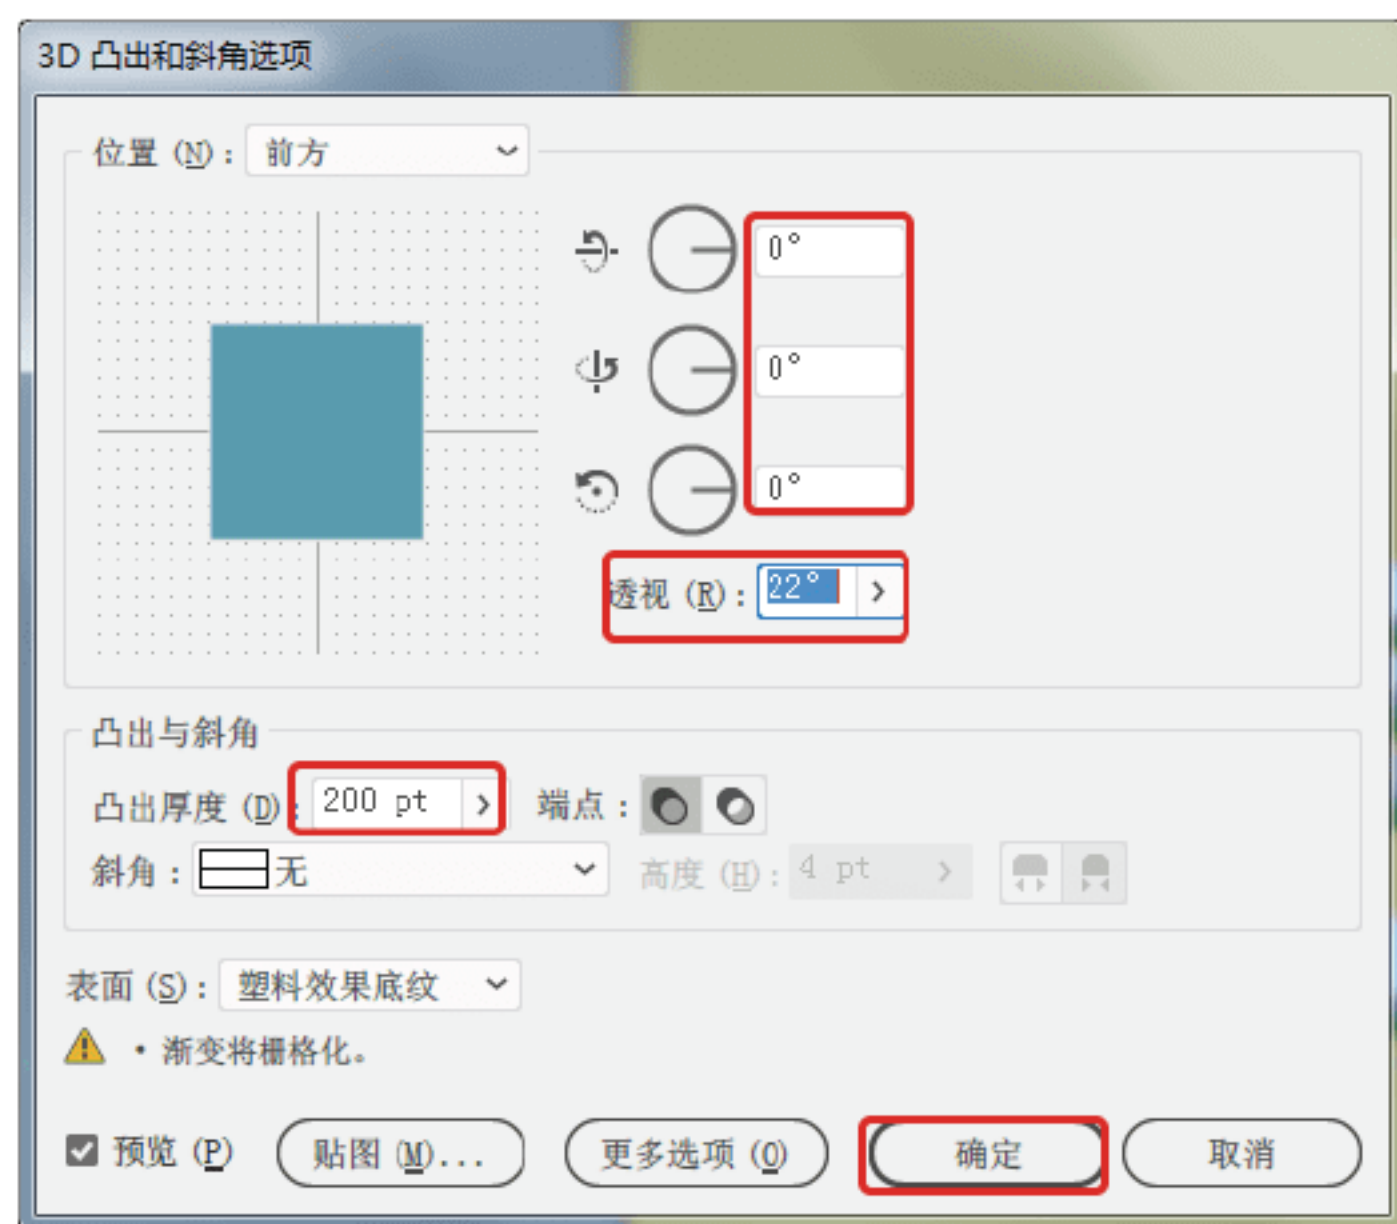 3D 凸出和斜角选项
位置 (N)： 前方
0°
0°
0°
透视 (R)： 22°
凸出与斜角
凸出厚度 (D)： 200 pt 端点：
斜角： 无 高度 (H)： 4 pt
表面 (S)： 塑料效果底纹
• 渐变将栅格化。
预览 (P) 贴图 (M)... 更多选项 (O) 确定 取消